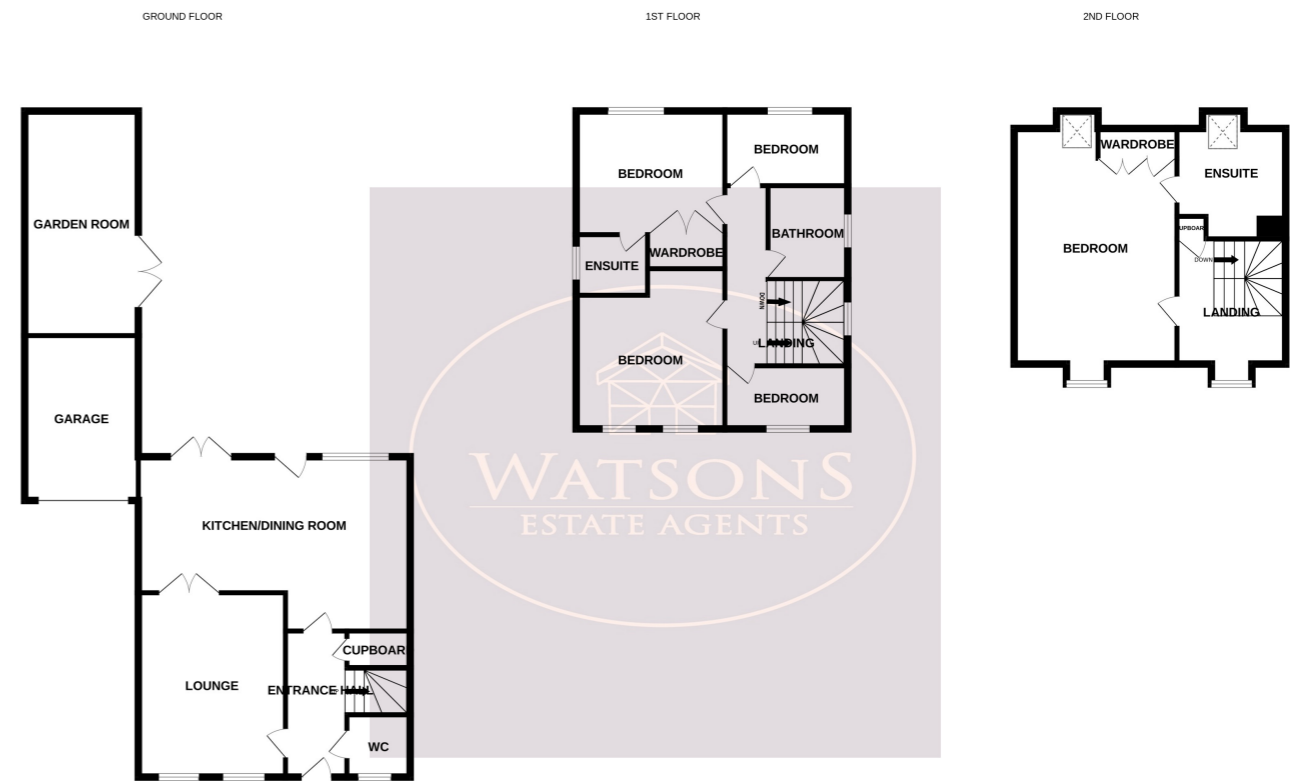 GROUND FLOOR
GARDEN ROOM
GARAGE
KITCHEN/DINING ROOM
LOUNGE
CUPBOAR
ENTRANCE HALL
WC
1ST FLOOR
BEDROOM
BEDROOM
BATHROOM
WARDROBE
ENSUITE
DOWN
LANDING
BEDROOM
BEDROOM
WATSONS
ESTATE AGENTS
2ND FLOOR
WARDROBE
ENSUITE
UPBOAR
BEDROOM
DOWN
LANDING